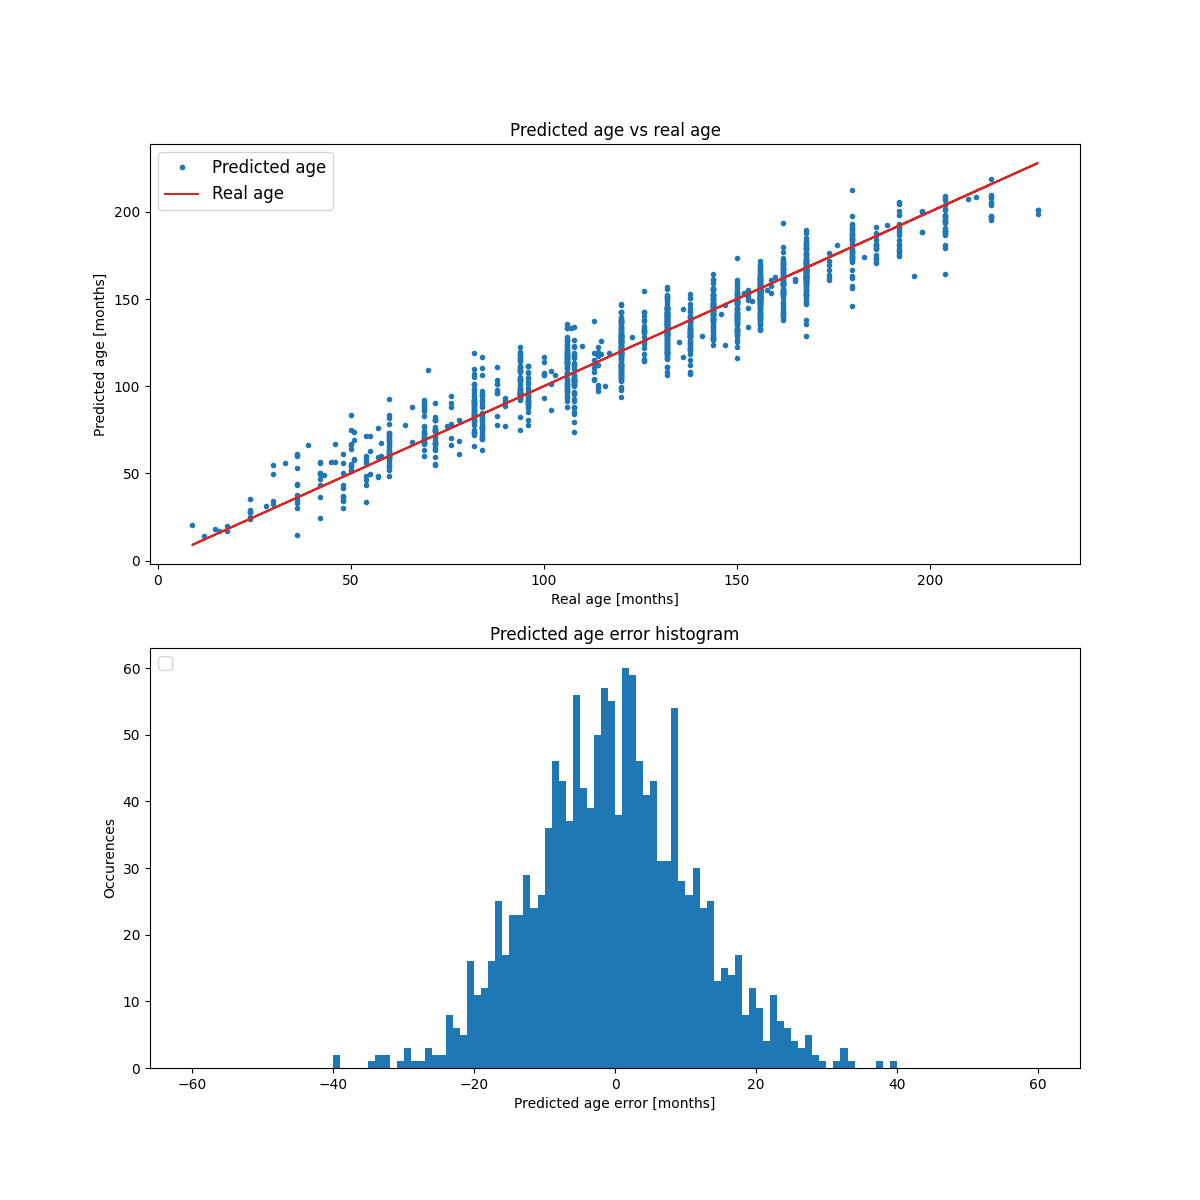 Predicted age vs real age
Predicted age
Real age
Predicted age [months]
200
150
100
50
0
0 50 100 150 200
Real age [months]
Predicted age error histogram
Occurences
60
50
40
30
20
10
0
−60 −40 −20 0 20 40 60
Predicted age error [months]